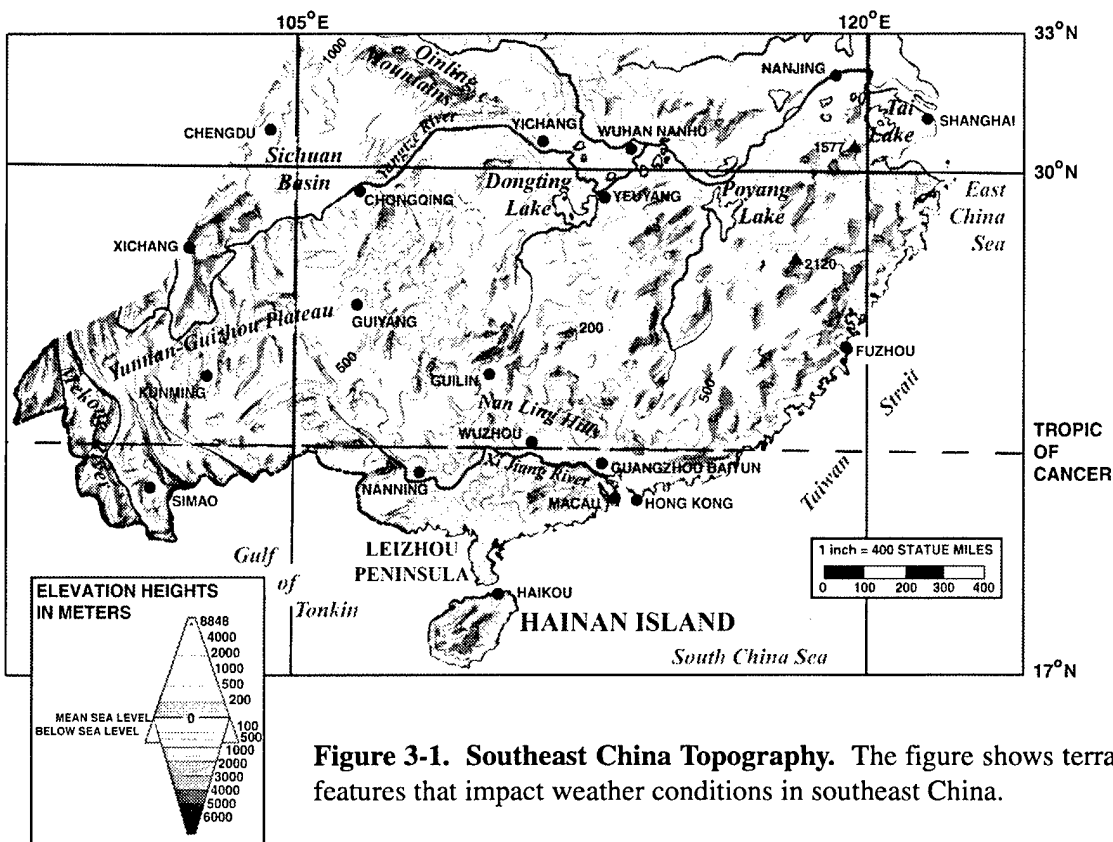 105°E
120°E
33°N
1000
Qinling
Mountains
NANJING
Tai
Lake
SHANGHAI
CHENGDU
Sichuan
Basin
Yangtze River
YICHANG
WUHAN NANHU
1577
30°N
CHONGQING
Dongting
Lake
YEUYANG
Poyang
Lake
East
China
Sea
XICHANG
2120
Yunnan-Guizhou Plateau
GUIYANG
200
500
FUZHOU
Mekong River
KUNMING
GUILIN
500
Strait
Nan Ling Hills
WUZHOU
TROPIC
OF
CANCER
Xi Jiang River
GUANGZHOU BAIYUN
NANNING
SIMAO
MACAU
HONG KONG
Taiwan
Gulf
of
Tonkin
LEIZHOU
PENINSULA
1 inch = 400 STATUE MILES
0 100 200 300 400
HAIKOU
HAINAN ISLAND
South China Sea
17°N
ELEVATION HEIGHTS
IN METERS
8848
4000
2000
1000
500
200
MEAN SEA LEVEL
0
BELOW SEA LEVEL
100
500
1000
2000
3000
4000
5000
6000
Figure 3-1. Southeast China Topography. The figure shows terra
features that impact weather conditions in southeast China.